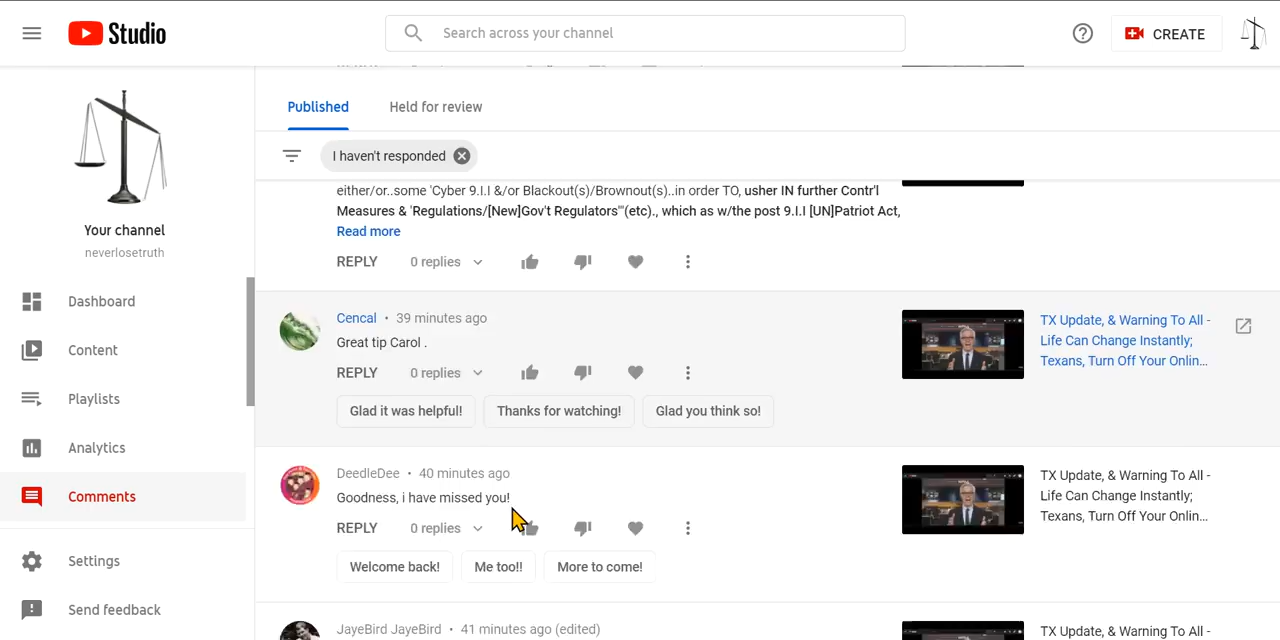 Studio
Search across your channel
CREATE
Your channel
neverlosetruth
Dashboard
Content
Playlists
Analytics
Comments
Settings
Send feedback
Published
Held for review
I haven't responded
either/or..some 'Cyber 9.I.I &/or Blackout(s)/Brownout(s)..in order TO, usher IN further Contr'l
Measures & 'Regulations/[New]Gov't Regulators'"(etc)., which as w/the post 9.I.I [UN]Patriot Act,
Read more
REPLY 0 replies
Cencal • 39 minutes ago
Great tip Carol .
REPLY 0 replies
Glad it was helpful! Thanks for watching! Glad you think so!
TX Update, & Warning To All -
Life Can Change Instantly;
Texans, Turn Off Your Onlin...
DeedleDee • 40 minutes ago
Goodness, i have missed you!
REPLY 0 replies
Welcome back! Me too!! More to come!
TX Update, & Warning To All -
Life Can Change Instantly;
Texans, Turn Off Your Onlin...
JayeBird JayeBird • 41 minutes ago (edited)
TX Update, & Warning To All -